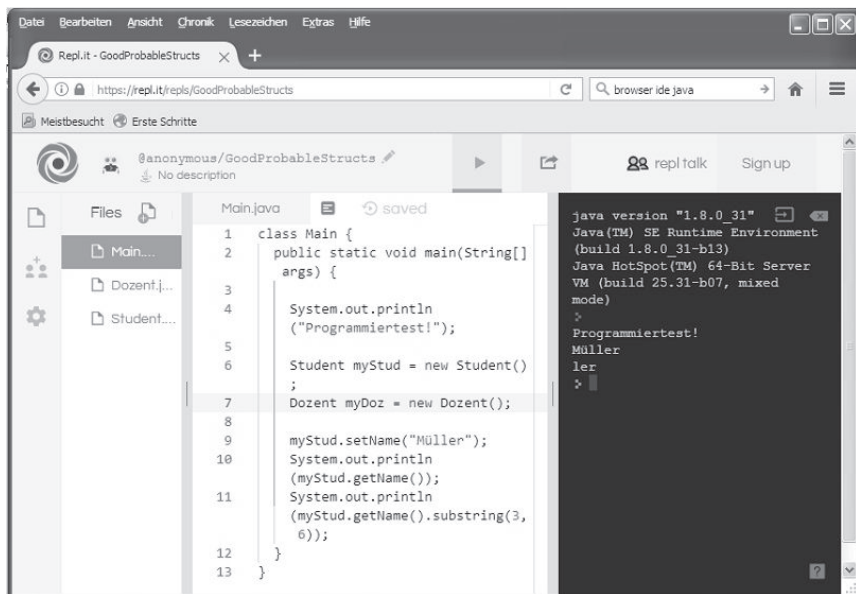 Datei Bearbeiten Ansicht Chronik Lesezeichen Extras Hilfe
Repl.it - GoodProbableStructs
https://repl.it/repls/GoodProbableStructs
browser ide java
Meistbesucht Erste Schritte
@anonymous/GoodProbableStructs
No description
repl talk Sign up
Files
Main....
Dozent.j...
Student....
Main.java saved
1 class Main {
2 public static void main(String[]
args) {
3
4 System.out.println
("Programmiertest!");
5
6 Student myStud = new Student()
;
7 Dozent myDoz = new Dozent();
8
9 myStud.setName("Müller");
10 System.out.println
(myStud.getName());
11 System.out.println
(myStud.getName().substring(3,
6));
12 }
13 }
java version "1.8.0_31"
Java(TM) SE Runtime Environment
(build 1.8.0_31-b13)
Java HotSpot(TM) 64-Bit Server
VM (build 25.31-b07, mixed
mode)
>
Programmiertest!
Müller
ler
>
?